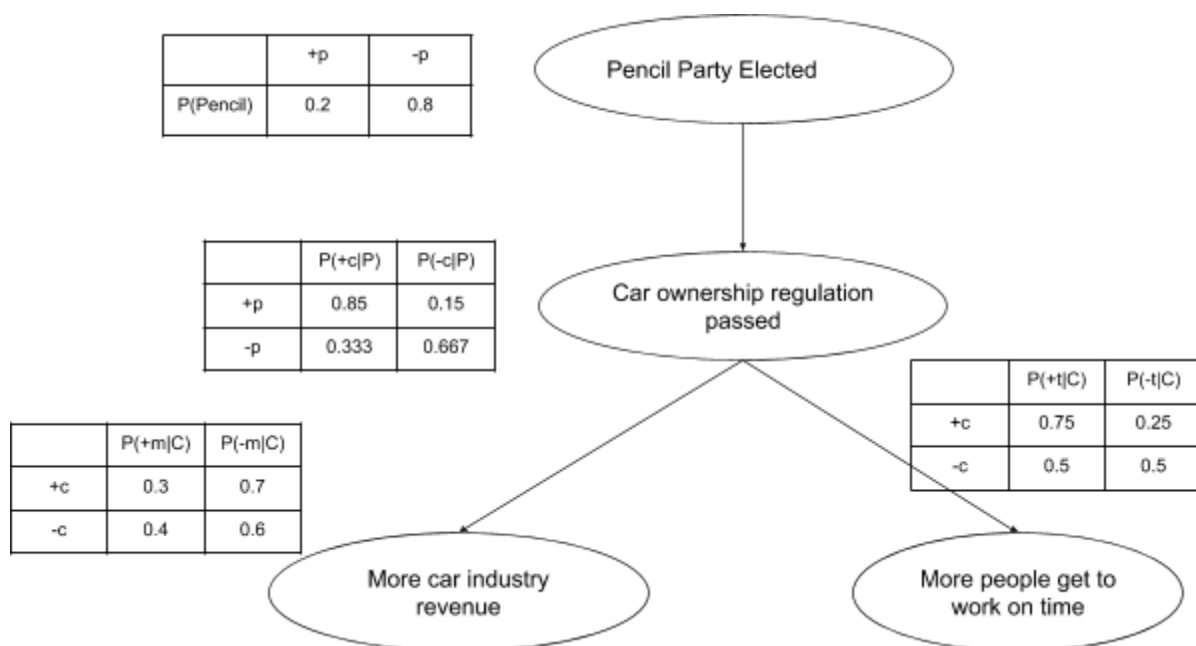 +p -p
P(Pencil) 0.2 0.8
Pencil Party Elected
P(+c|P) P(-c|P)
+p 0.85 0.15
-p 0.333 0.667
Car ownership regulation
passed
P(+t|C) P(-t|C)
+c 0.75 0.25
-c 0.5 0.5
P(+m|C) P(-m|C)
+c 0.3 0.7
-c 0.4 0.6
More car industry
revenue
More people get to
work on time